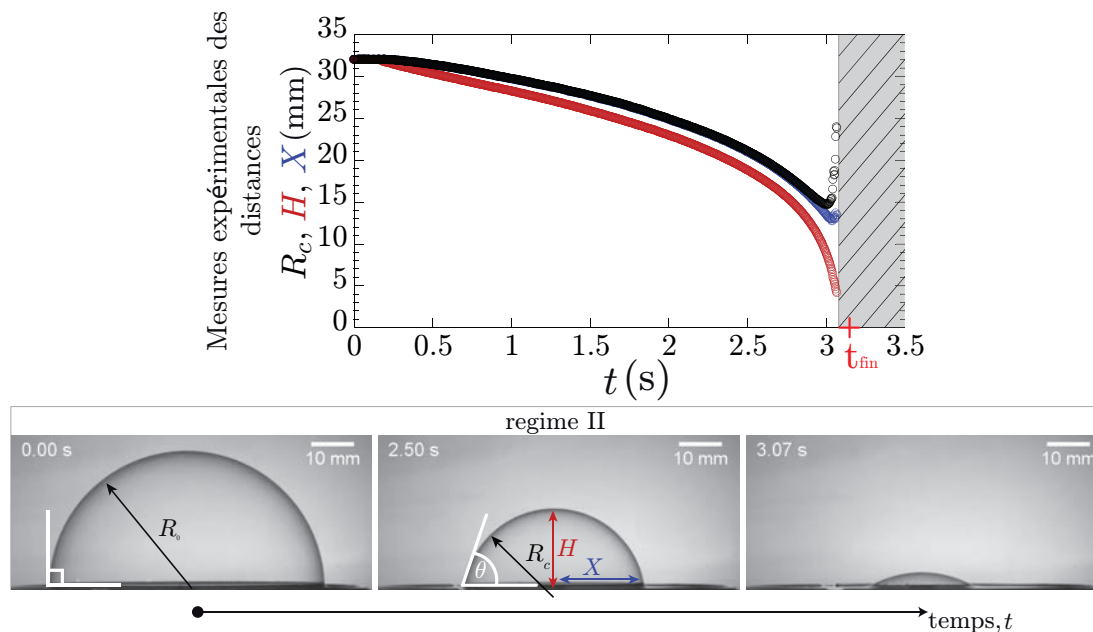 Mesures expérimentales des
distances
R_c, H, X (mm)
35
30
25
20
15
10
5
0
0 0.5 1 1.5 2 2.5 3 3.5
t_fin
t (s)
regime II
0.00 s 10 mm
R_0
2.50 s 10 mm
θ R_c H X
3.07 s 10 mm
temps, t